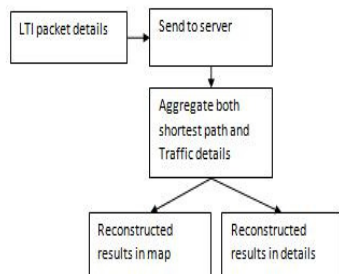 LTI packet details
Send to server
Aggregate both
shortest path and
Traffic details
Reconstructed
results in map
Reconstructed
results in details